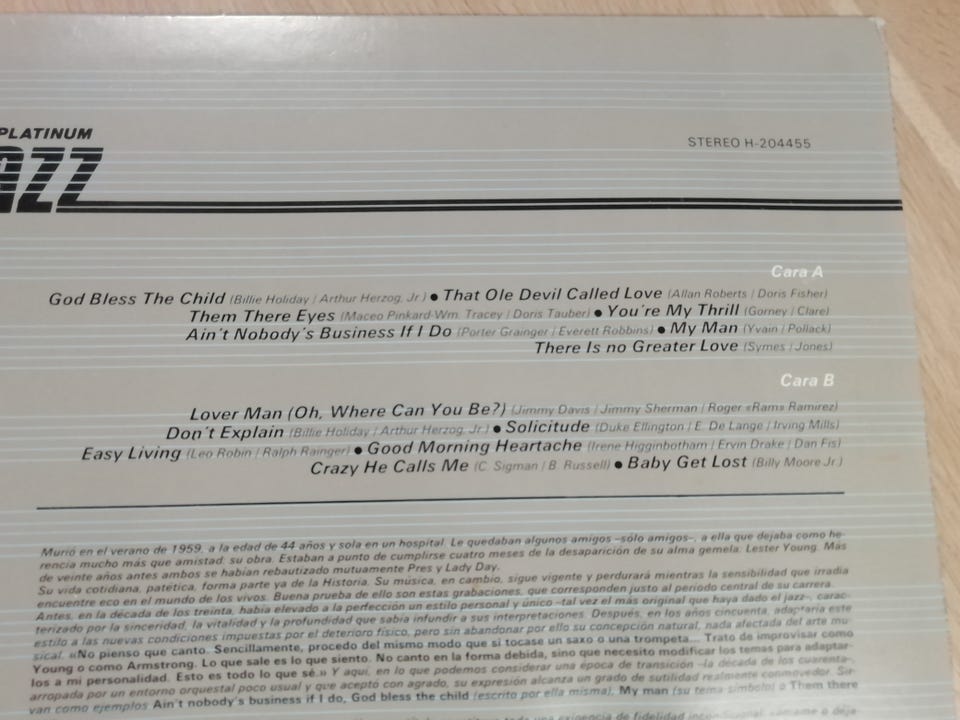 PLATINUM
AZZ
STEREO H-204455
Cara A
God Bless The Child (Billie Holiday / Arthur Herzog, Jr.) ● That Ole Devil Called Love (Allan Roberts / Doris Fisher)
Them There Eyes (Maceo Pinkard-Wm. Tracey / Doris Tauber) ● You're My Thrill (Gorney / Clare)
Ain't Nobody's Business If I Do (Porter Grainger / Everett Robbins) ● My Man (Yvain / Pollack)
There Is no Greater Love (Symes / Jones)
Cara B
Lover Man (Oh, Where Can You Be?) (Jimmy Davis / Jimmy Sherman / Roger «Ram» Ramirez)
Don't Explain (Billie Holiday / Arthur Herzog, Jr.) ● Solicitude (Duke Ellington / E. De Lange / Irving Mills)
Easy Living (Leo Robin / Ralph Rainger) ● Good Morning Heartache (Irene Higginbotham / Ervin Drake / Dan Fis)
Crazy He Calls Me (C. Sigman / B. Russell) ● Baby Get Lost (Billy Moore Jr.)
Murió en el verano de 1959, a la edad de 44 años y sola en un hospital. Le quedaban algunos amigos –sólo amigos–, a ella que dejaba como he-
rencia mucho más que amistad: su obra. Estaban a punto de cumplirse cuatro meses de la desaparición de su alma gemela, Lester Young. Más
de veinte años antes ambos se habían rebautizado mutuamente Pres y Lady Day.
Su vida cotidiana, patética, forma parte ya de la Historia. Su música, en cambio, sigue vigente y perdurará mientras la sensibilidad que irradia
encuentre eco en el mundo de los vivos. Buena prueba de ello son estas grabaciones, que corresponden justo al período central de su carrera.
Antes, en la década de los treinta, había elevado a la perfección un estilo personal y único –tal vez el más original que haya dado el jazz–, carac-
terizado por la sinceridad, la vitalidad y la profundidad que sabía infundir a sus interpretaciones. Después, en los años cincuenta, adaptaría este
estilo a las nuevas condiciones impuestas por el deterioro físico, pero sin abandonar por ello su concepción natural, nada afectada del arte mu-
sical. «No pienso que canto. Sencillamente, procedo del mismo modo que si tocase un saxo o una trompeta... Trato de improvisar como
Young o como Armstrong. Lo que sale es lo que siento. No canto en la forma debida, sino que necesito modificar los temas para adaptar-
los a mi personalidad. Esto es todo lo que sé.» Y aquí, en lo que podemos considerar una época de transición –la década de los cuarenta–,
arropada por un entorno orquestal poco usual y que aceptó con agrado, su expresión alcanza un grado de sutilidad realmente conmovedor. Sir-
van como ejemplos Ain't nobody's business if I do, God bless the child (escrito por ella misma), My man (su tema símbolo) o Them there
toda una exigencia de fidelidad